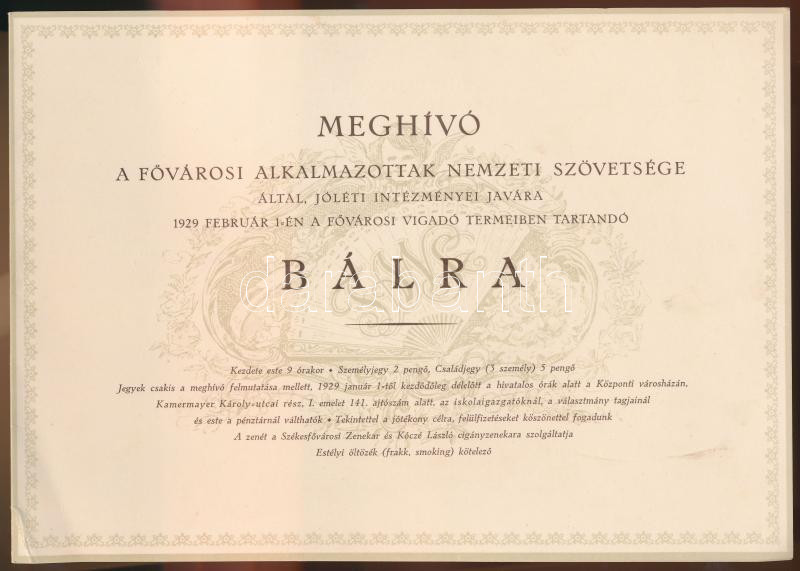 MEGHÍVÓ
A FŐVÁROSI ALKALMAZOTTAK NEMZETI SZÖVETSÉGE
ÁLTAL, JÓLÉTI INTÉZMÉNYEI JAVÁRA
1929 FEBRUÁR 1-ÉN A FŐVÁROSI VIGADÓ TERMEIBEN TARTANDÓ
BÁLRA
darabanth
Kezdete este 9 órakor • Személyjegy 2 pengő, Családjegy (3 személy) 5 pengő
Jegyek csakis a meghívó felmutatása mellett, 1929 január 1-től kezdődőleg délelőtt a hivatalos órák alatt a Központi városházán,
Kamermayer Károly-utcai rész, I. emelet 141. ajtószám alatt, az iskolaigazgatóknál, a választmány tagjainál
és este a pénztárnál válthatók • Tekintettel a jótékony célra, felülfizetéseket köszönettel fogadunk
A zenét a Székesfővárosi Zenekar és Kóczé László cigányzenekara szolgáltatja
Estélyi öltözék (frakk, smoking) kötelező